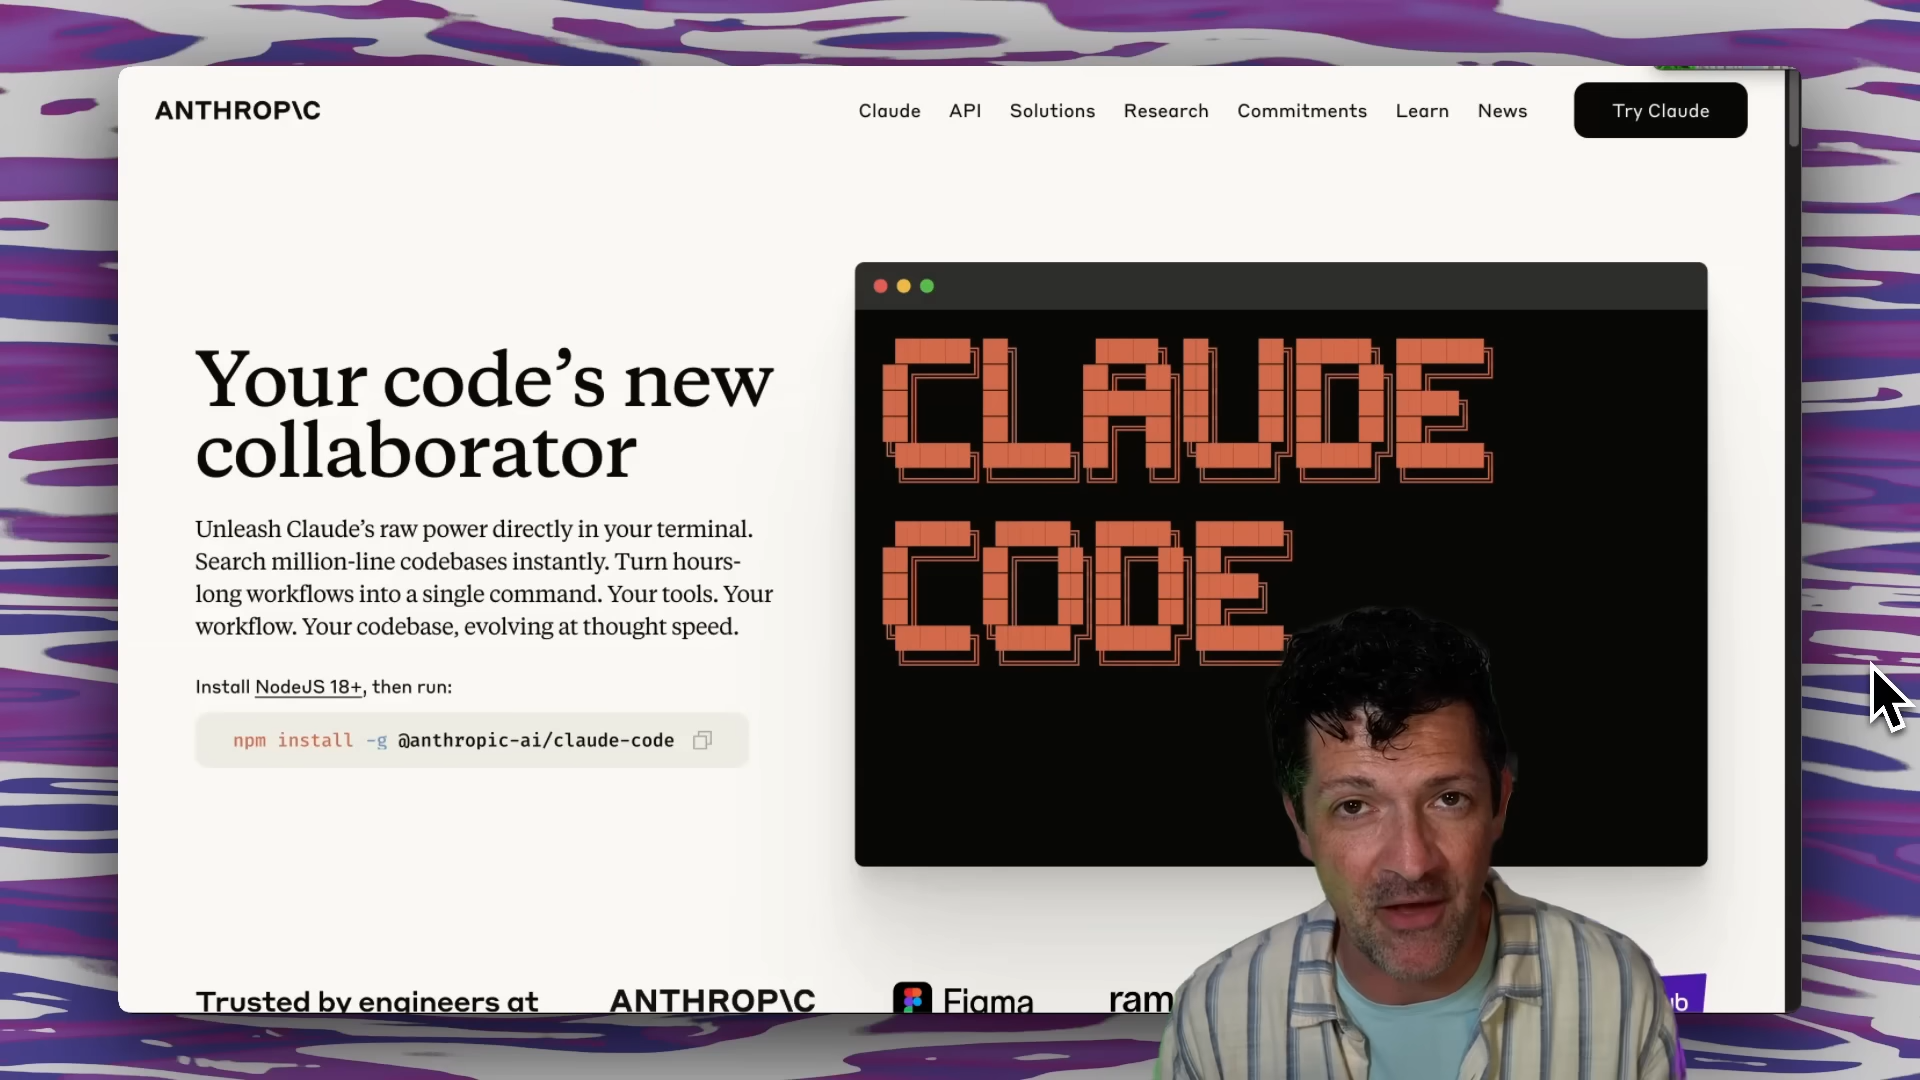 ANTHROP\C
Claude API Solutions Research Commitments Learn News Try Claude
Your code’s new
collaborator
Unleash Claude’s raw power directly in your terminal.
Search million-line codebases instantly. Turn hours-
long workflows into a single command. Your tools. Your
workflow. Your codebase, evolving at thought speed.
Install NodeJS 18+, then run:
npm install -g @anthropic-ai/claude-code
CLAUDE
CODE
Trusted by engineers at ANTHROP\C Figma ram ub